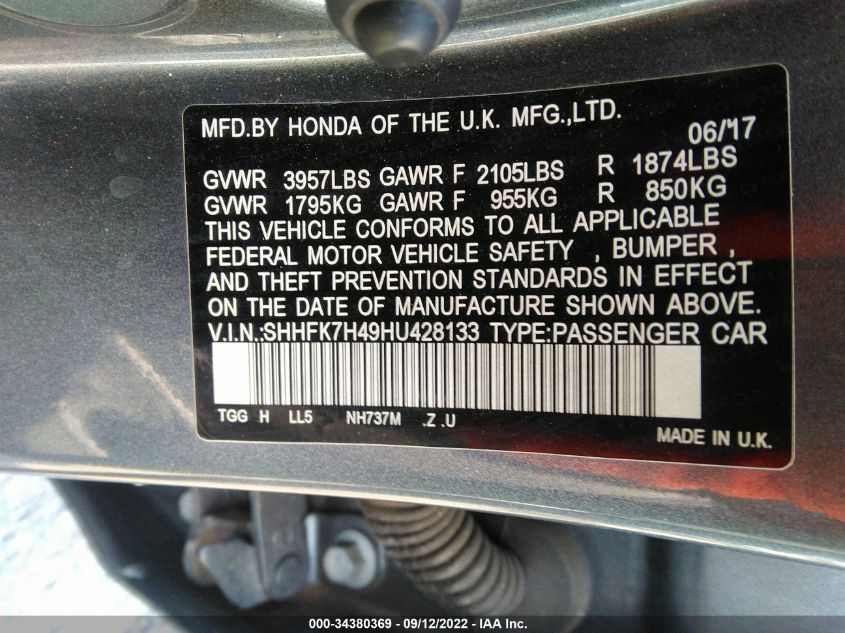 MFD.BY HONDA OF THE U.K. MFG.,LTD. 06/17
GVWR 3957LBS GAWR F 2105LBS R 1874LBS
GVWR 1795KG GAWR F 955KG R 850KG
THIS VEHICLE CONFORMS TO ALL APPLICABLE
FEDERAL MOTOR VEHICLE SAFETY , BUMPER ,
AND THEFT PREVENTION STANDARDS IN EFFECT
ON THE DATE OF MANUFACTURE SHOWN ABOVE.
V.I.N.:SHHFK7H49HU428133 TYPE:PASSENGER CAR
TGG H LL5 NH737M .Z .U
MADE IN U.K.
000-34380369 - 09/12/2022 - IAA Inc.